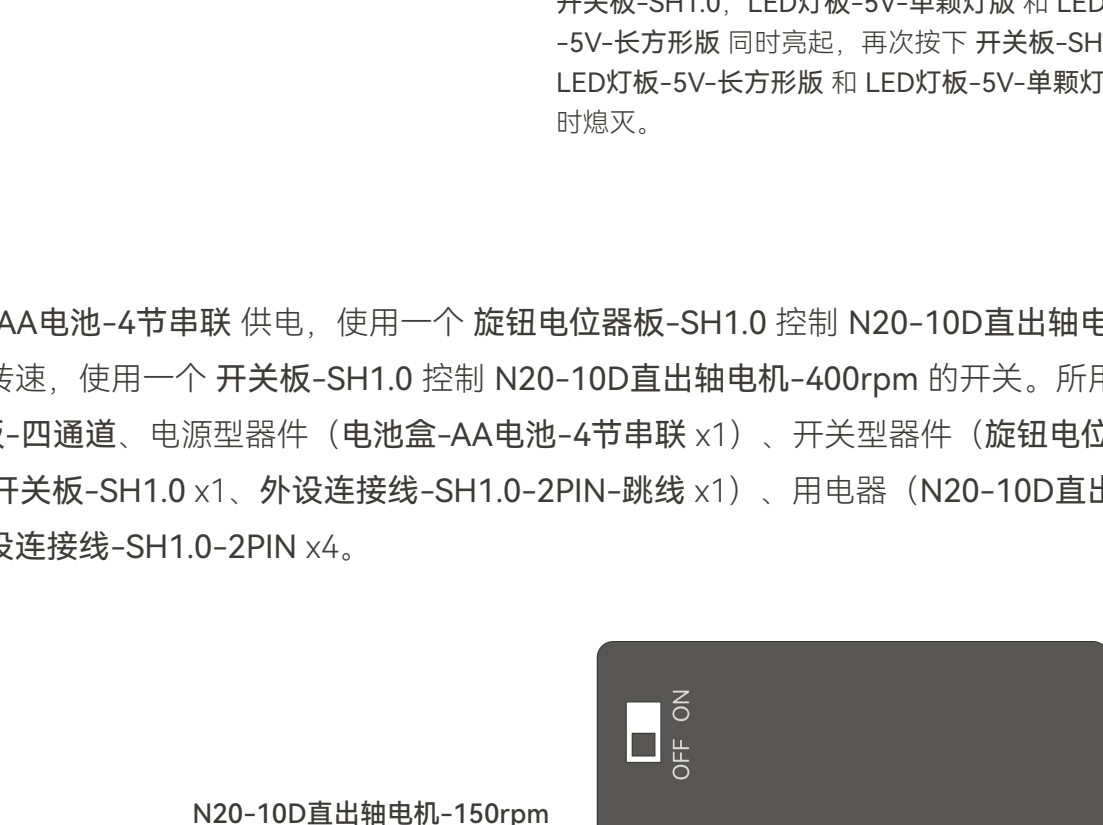 开关板-SH1.0，LED灯板-5V-单颗灯版 和 LED
-5V-长方形版 同时亮起，再次按下 开关板-SH
LED灯板-5V-长方形版 和 LED灯板-5V-单颗灯
时熄灭。
AA电池-4节串联 供电，使用一个 旋钮电位器板-SH1.0 控制 N20-10D直出轴电
转速，使用一个 开关板-SH1.0 控制 N20-10D直出轴电机-400rpm 的开关。所用
板-四通道、电源型器件（电池盒-AA电池-4节串联 x1）、开关型器件（旋钮电位
开关板-SH1.0 x1、外设连接线-SH1.0-2PIN-跳线 x1）、用电器（N20-10D直出
设连接线-SH1.0-2PIN x4。
OFF ON
N20-10D直出轴电机-150rpm